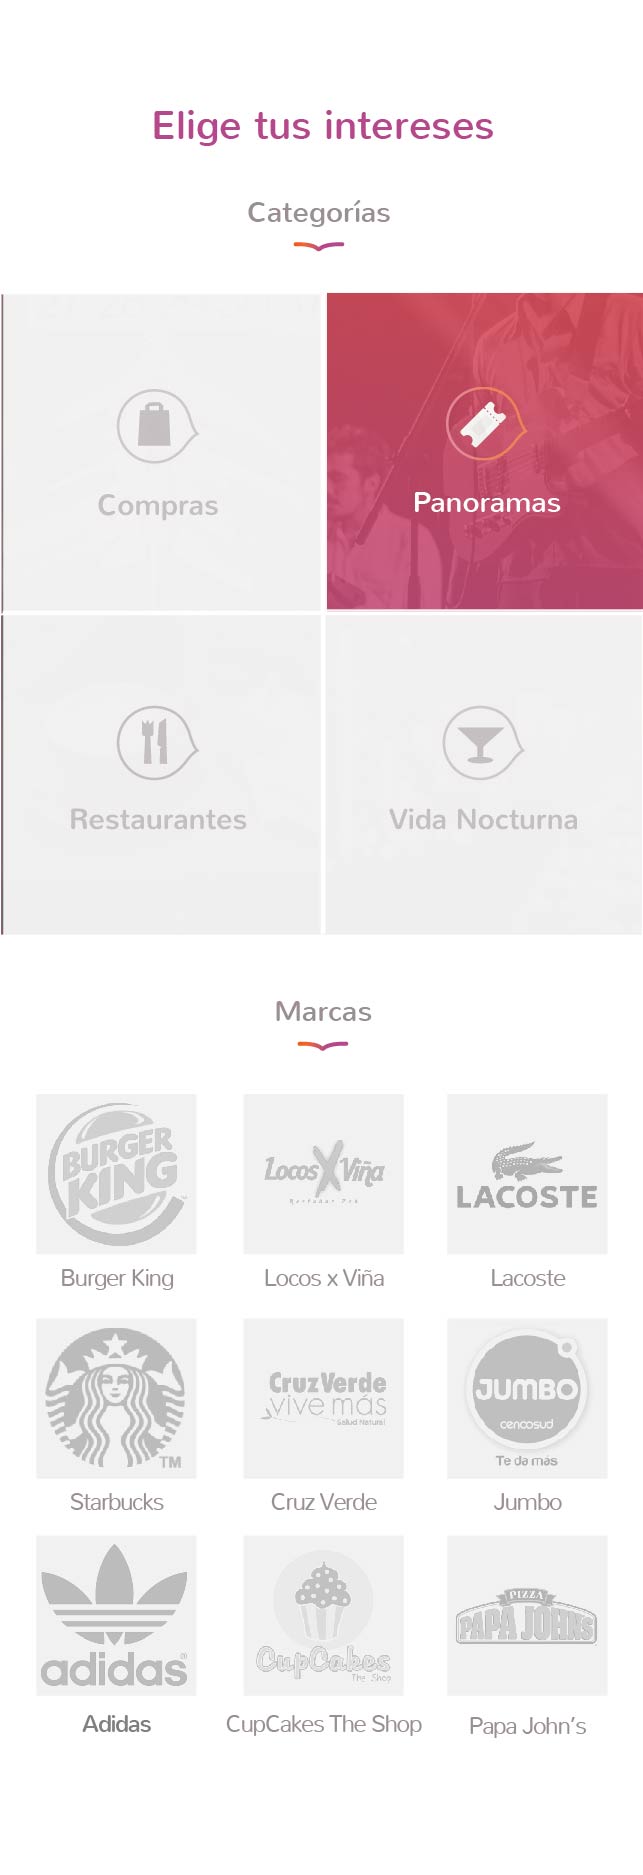 Elige tus intereses
Categorías
Compras
Panoramas
Restaurantes
Vida Nocturna
Marcas
BURGER
KING
™
Locos X Viña
LACOSTE
Burger King
Locos x Viña
Lacoste
TM
Cruz Verde
vive más
Salud Natural
JUMBO
cencosud
Te da más
Starbucks
Cruz Verde
Jumbo
adidas®
CupCakes
The Shop
PIZZA
PAPA JOHNS
Adidas
CupCakes The Shop
Papa John's